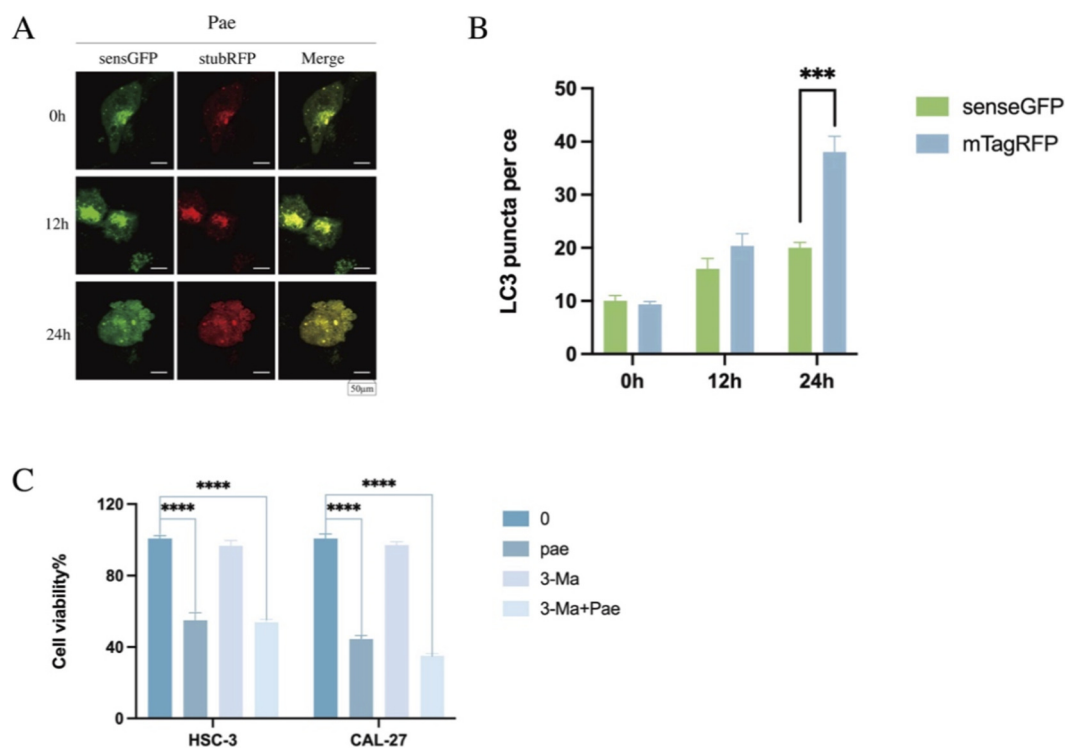 A
Pae
sensGFP stubRFP Merge
0h
12h
24h
50μm
B
***
senseGFP
mTagRFP
LC3 puncta per ce
50
40
30
20
10
0
0h 12h 24h
C
**** ****
**** ****
Cell viability%
120
80
40
0
HSC-3 CAL-27
0
pae
3-Ma
3-Ma+Pae